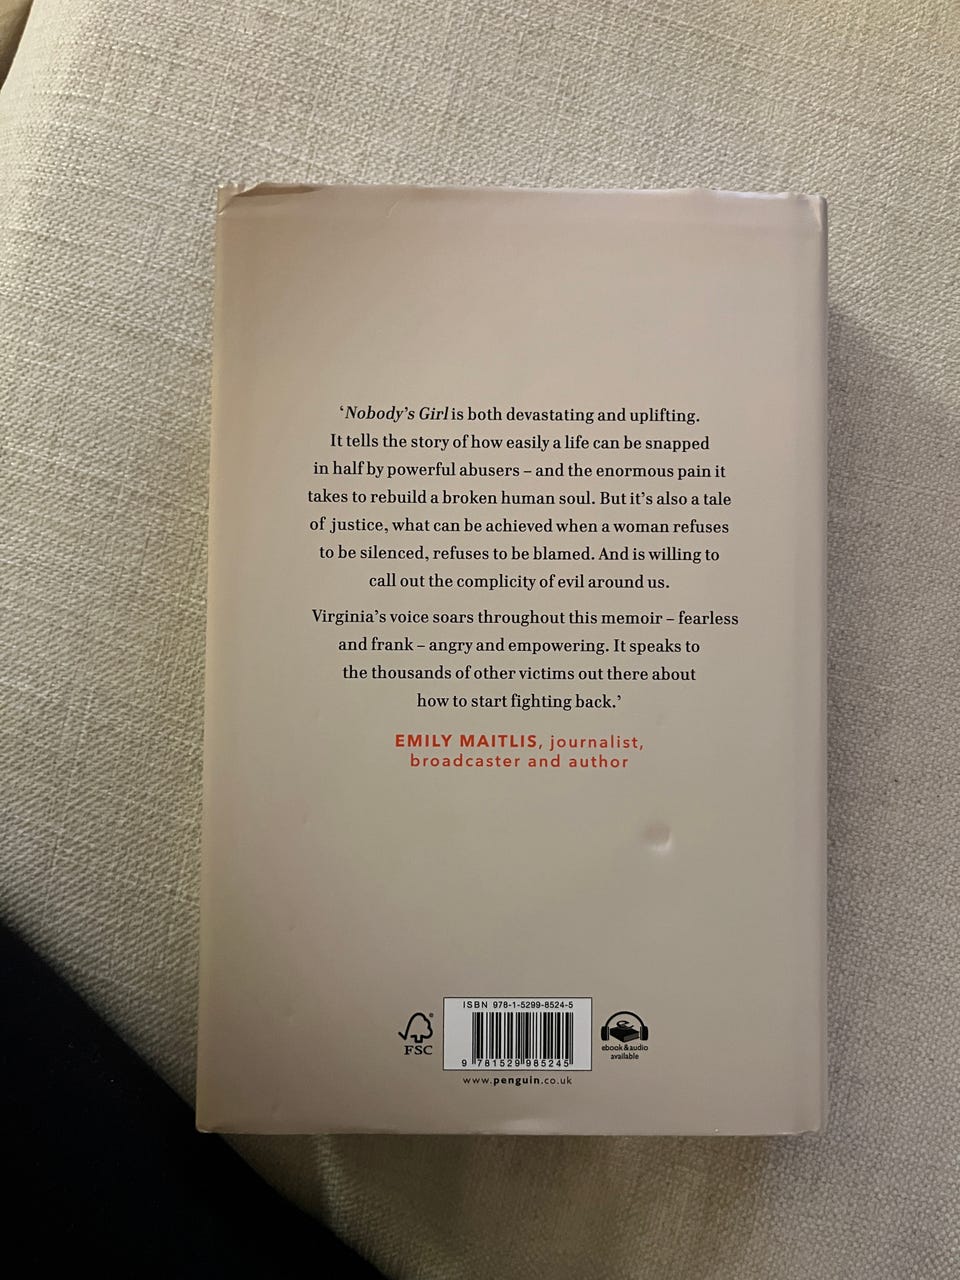 ‘Nobody’s Girl is both devastating and uplifting.
It tells the story of how easily a life can be snapped
in half by powerful abusers – and the enormous pain it
takes to rebuild a broken human soul. But it’s also a tale
of justice, what can be achieved when a woman refuses
to be silenced, refuses to be blamed. And is willing to
call out the complicity of evil around us.
Virginia’s voice soars throughout this memoir – fearless
and frank – angry and empowering. It speaks to
the thousands of other victims out there about
how to start fighting back.’
EMILY MAITLIS, journalist,
broadcaster and author
ISBN 978-1-5299-8524-5
9 781529 985245
www.penguin.co.uk
FSC
®
ebook & audio
available